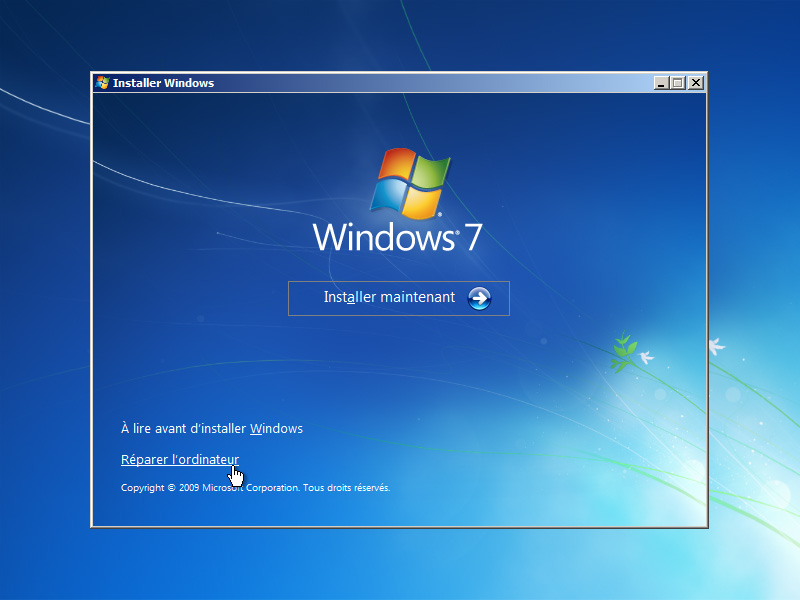 Installer Windows
Windows® 7
Installer maintenant
À lire avant d'installer Windows
Réparer l'ordinateur
Copyright © 2009 Microsoft Corporation. Tous droits réservés.